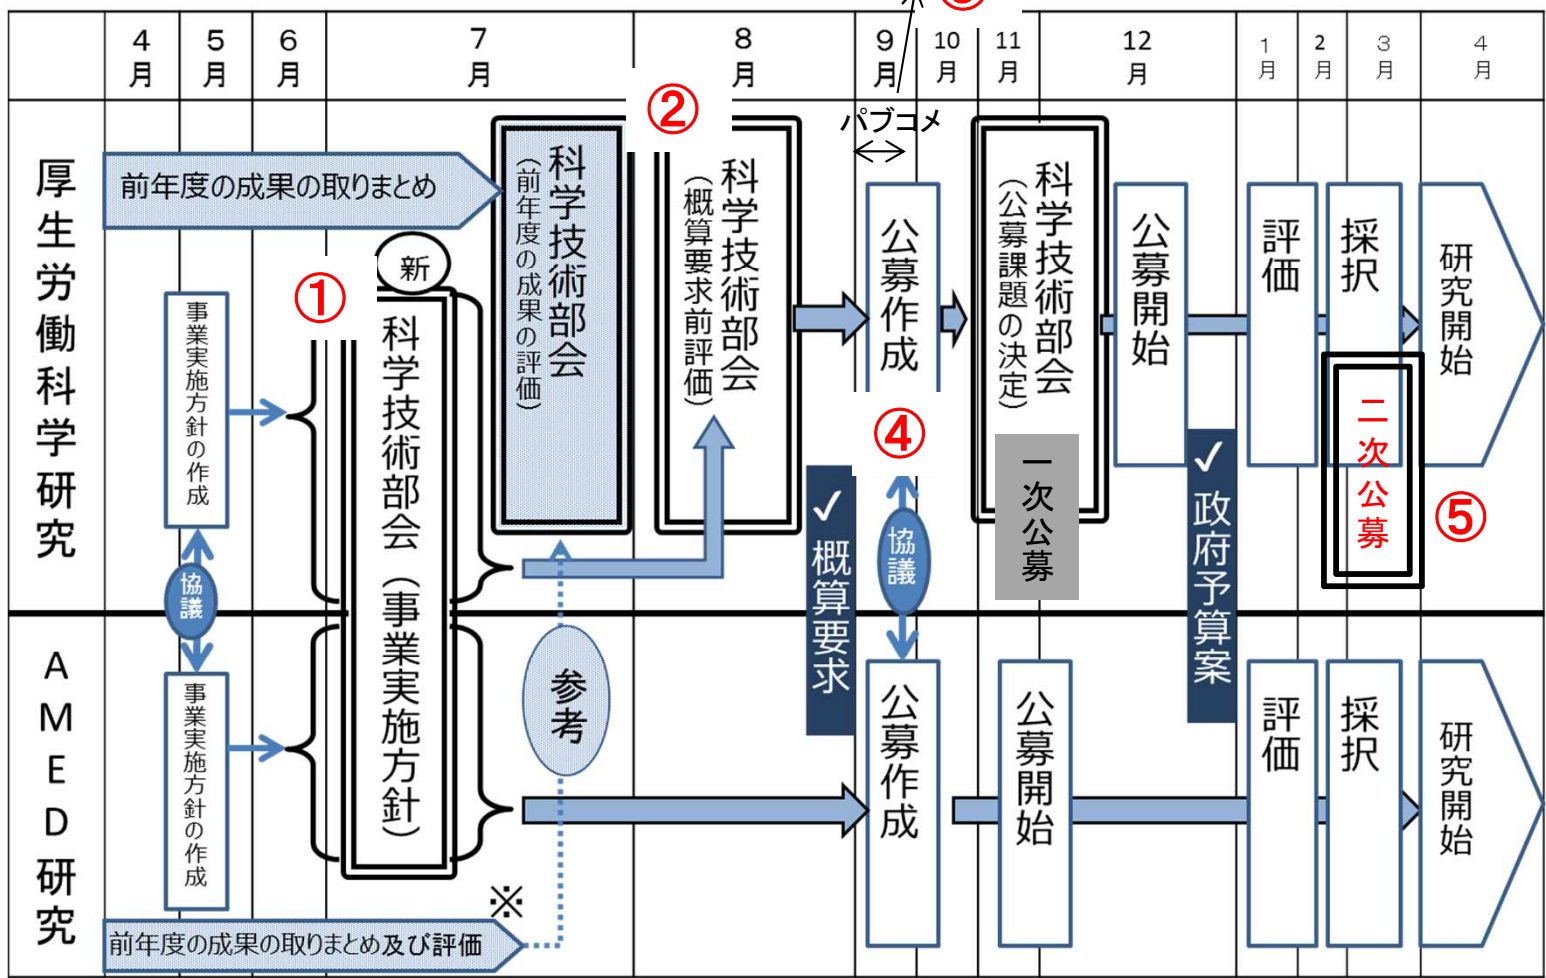 4月
5月
6月
7月
8月
9月
10月
11月
12月
1月
2月
3月
4月
厚生労働科学研究
前年度の成果の取りまとめ
事業実施方針の作成
協議
①
新
科学技術部会（事業実施方針）
科学技術部会
（前年度の成果の評価）
②
科学技術部会
（概算要求前評価）
パブコメ
公募作成
④
協議
✓概算要求
科学技術部会
（公募課題の決定）
一次公募
公募開始
✓政府予算案
評価
採択
二次公募
⑤
研究開始
AMED研究
事業実施方針の作成
前年度の成果の取りまとめ及び評価
※
参考
公募作成
公募開始
評価
採択
研究開始